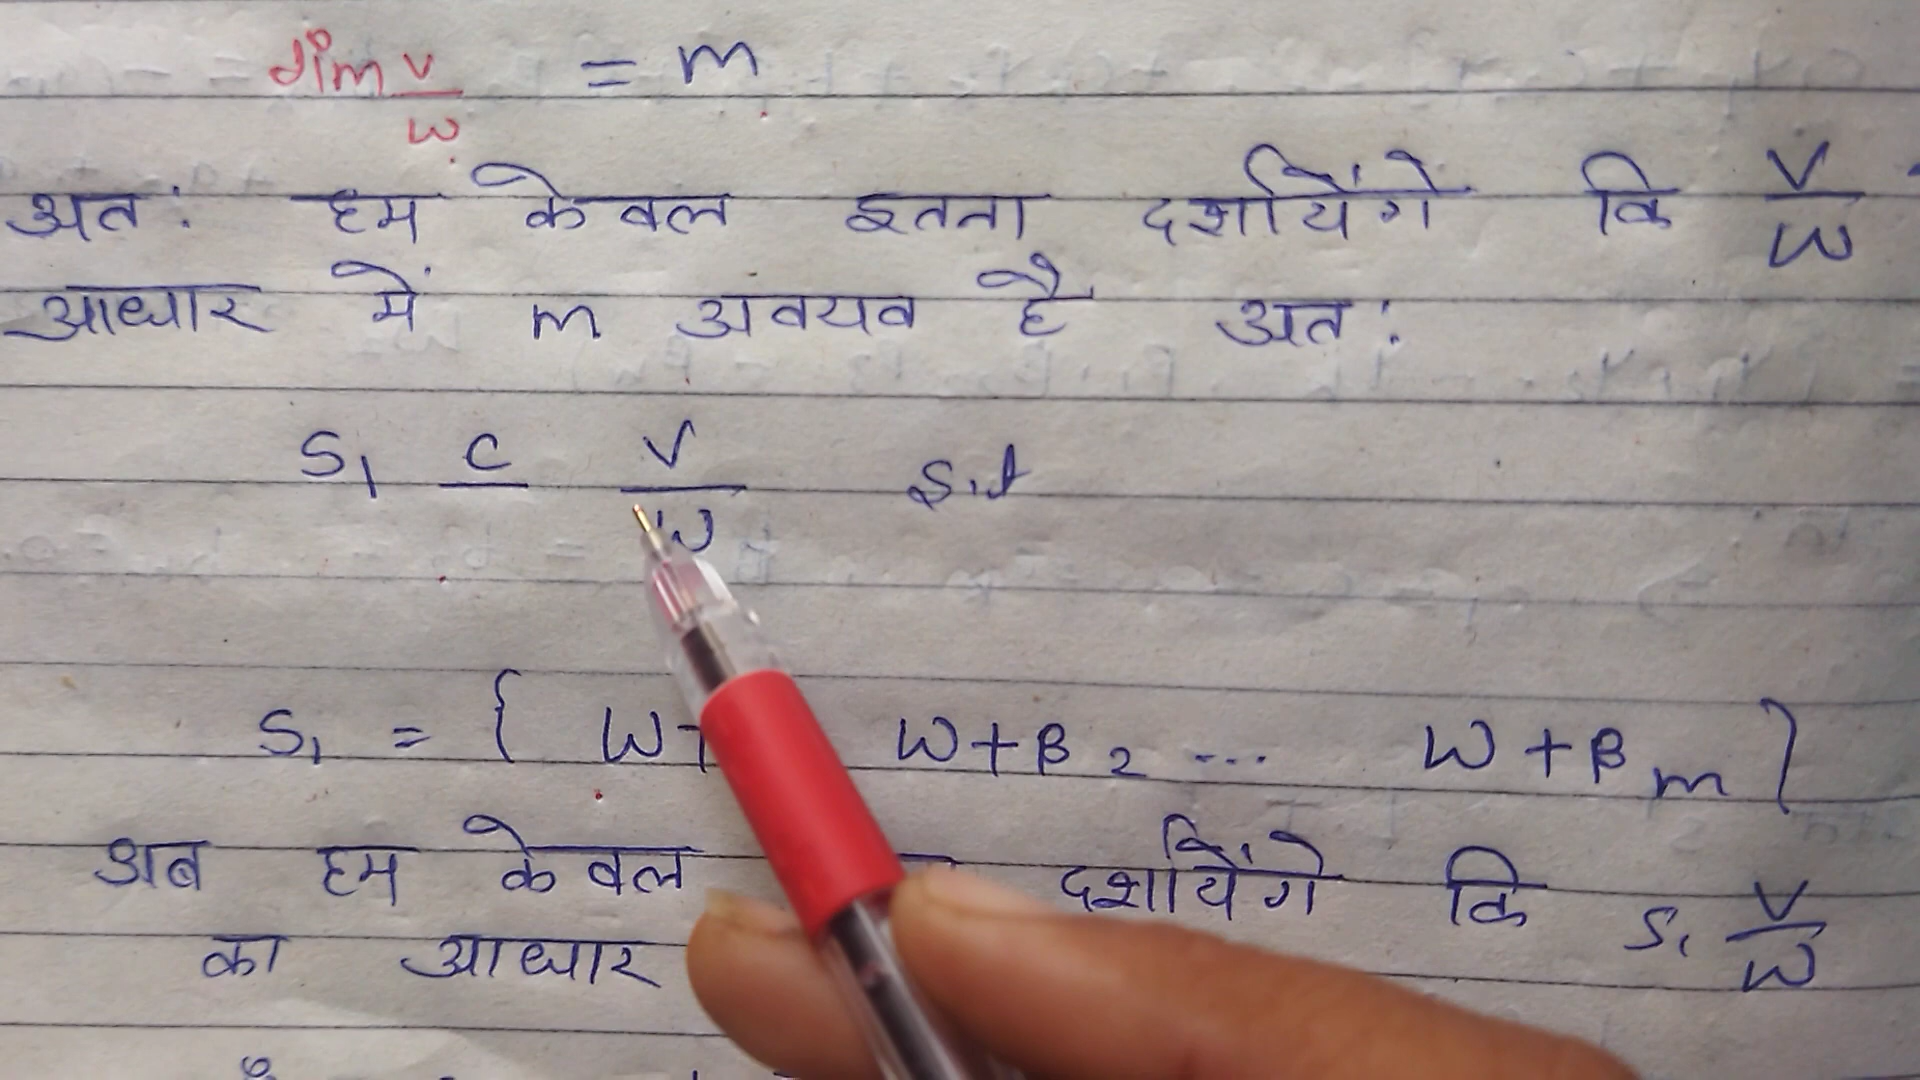 dim V/W = m
अतः हम केवल इतना दर्शायेंगे कि V/W
आधार में m अवयव है अतः
S₁ ⊆ V/W s.t
S₁ = { W+ W+β₂ ... W+βₘ }
अब हम केवल दर्शायेंगे कि S₁ V/W
का आधार